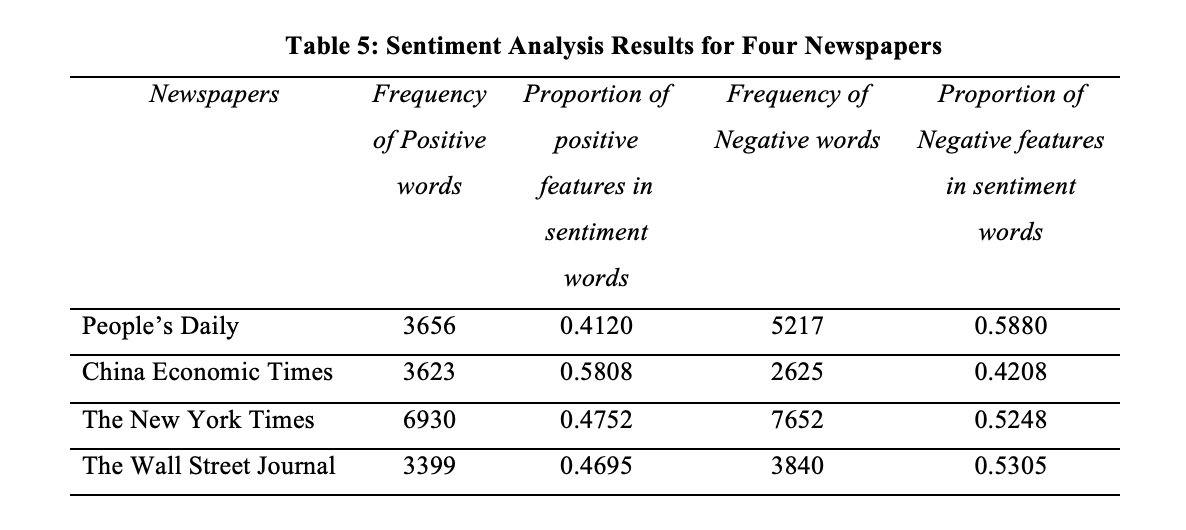 Table 5: Sentiment Analysis Results for Four Newspapers
Newspapers Frequency Proportion of Frequency of Proportion of
of Positive positive Negative words Negative features
words features in in sentiment
sentiment words
words
People’s Daily 3656 0.4120 5217 0.5880
China Economic Times 3623 0.5808 2625 0.4208
The New York Times 6930 0.4752 7652 0.5248
The Wall Street Journal 3399 0.4695 3840 0.5305